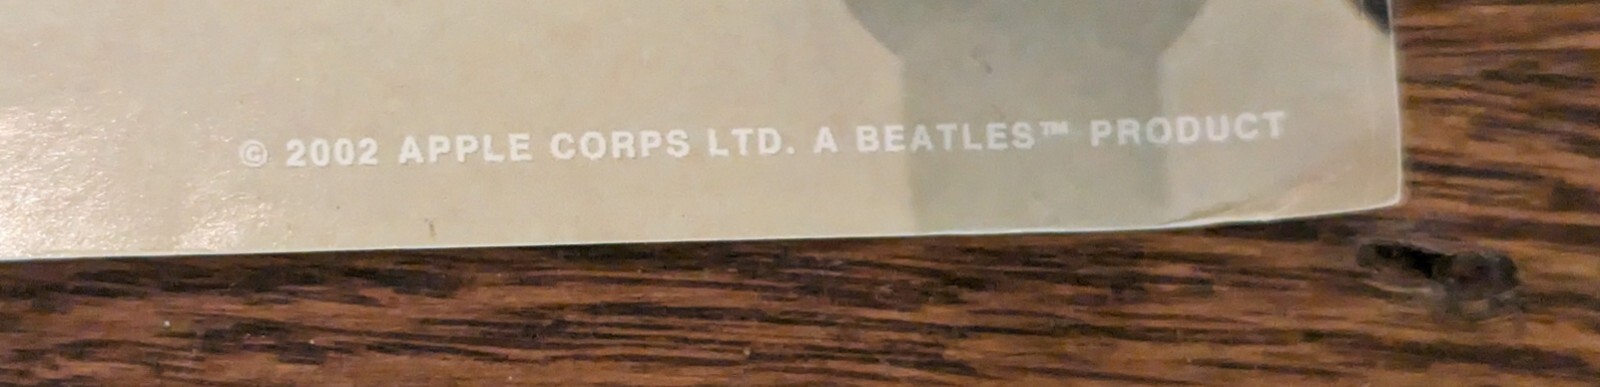 © 2002 APPLE CORPS LTD. A BEATLES™ PRODUCT